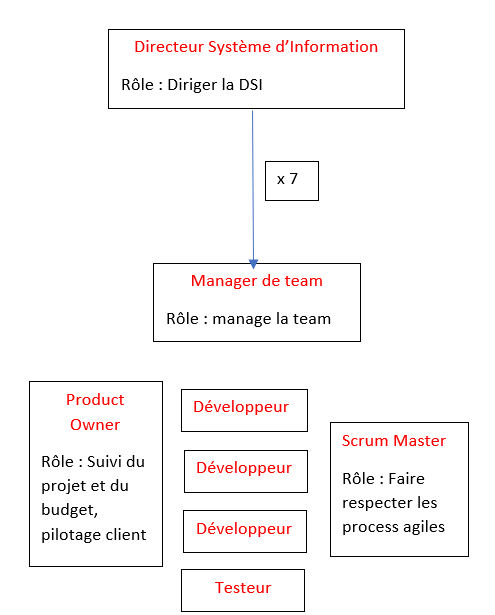 Directeur Système d’Information
Rôle : Diriger la DSI
x 7
Manager de team
Rôle : manage la team
Product
Owner
Rôle : Suivi du
projet et du
budget,
pilotage client
Développeur
Développeur
Développeur
Testeur
Scrum Master
Rôle : Faire
respecter les
process agiles